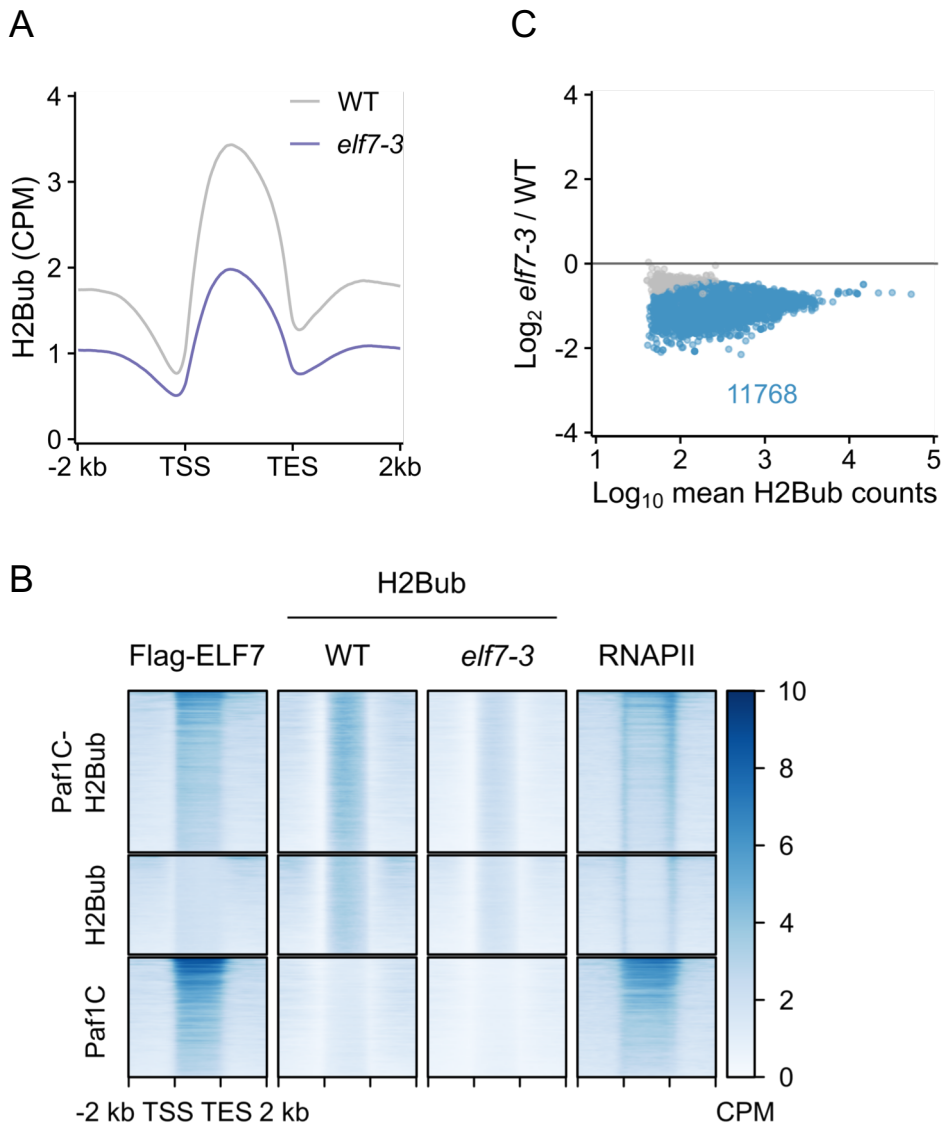 A
H2Bub (CPM)
4
3
2
1
0
-2 kb TSS TES 2kb
WT
elf7-3
C
Log₂ elf7-3 / WT
4
2
0
-2
-4
11768
1 2 3 4 5
Log₁₀ mean H2Bub counts
B
H2Bub
Flag-ELF7 WT elf7-3 RNAPII
Paf1C-
H2Bub
H2Bub
Paf1C
10
8
6
4
2
0
-2 kb TSS TES 2 kb
CPM